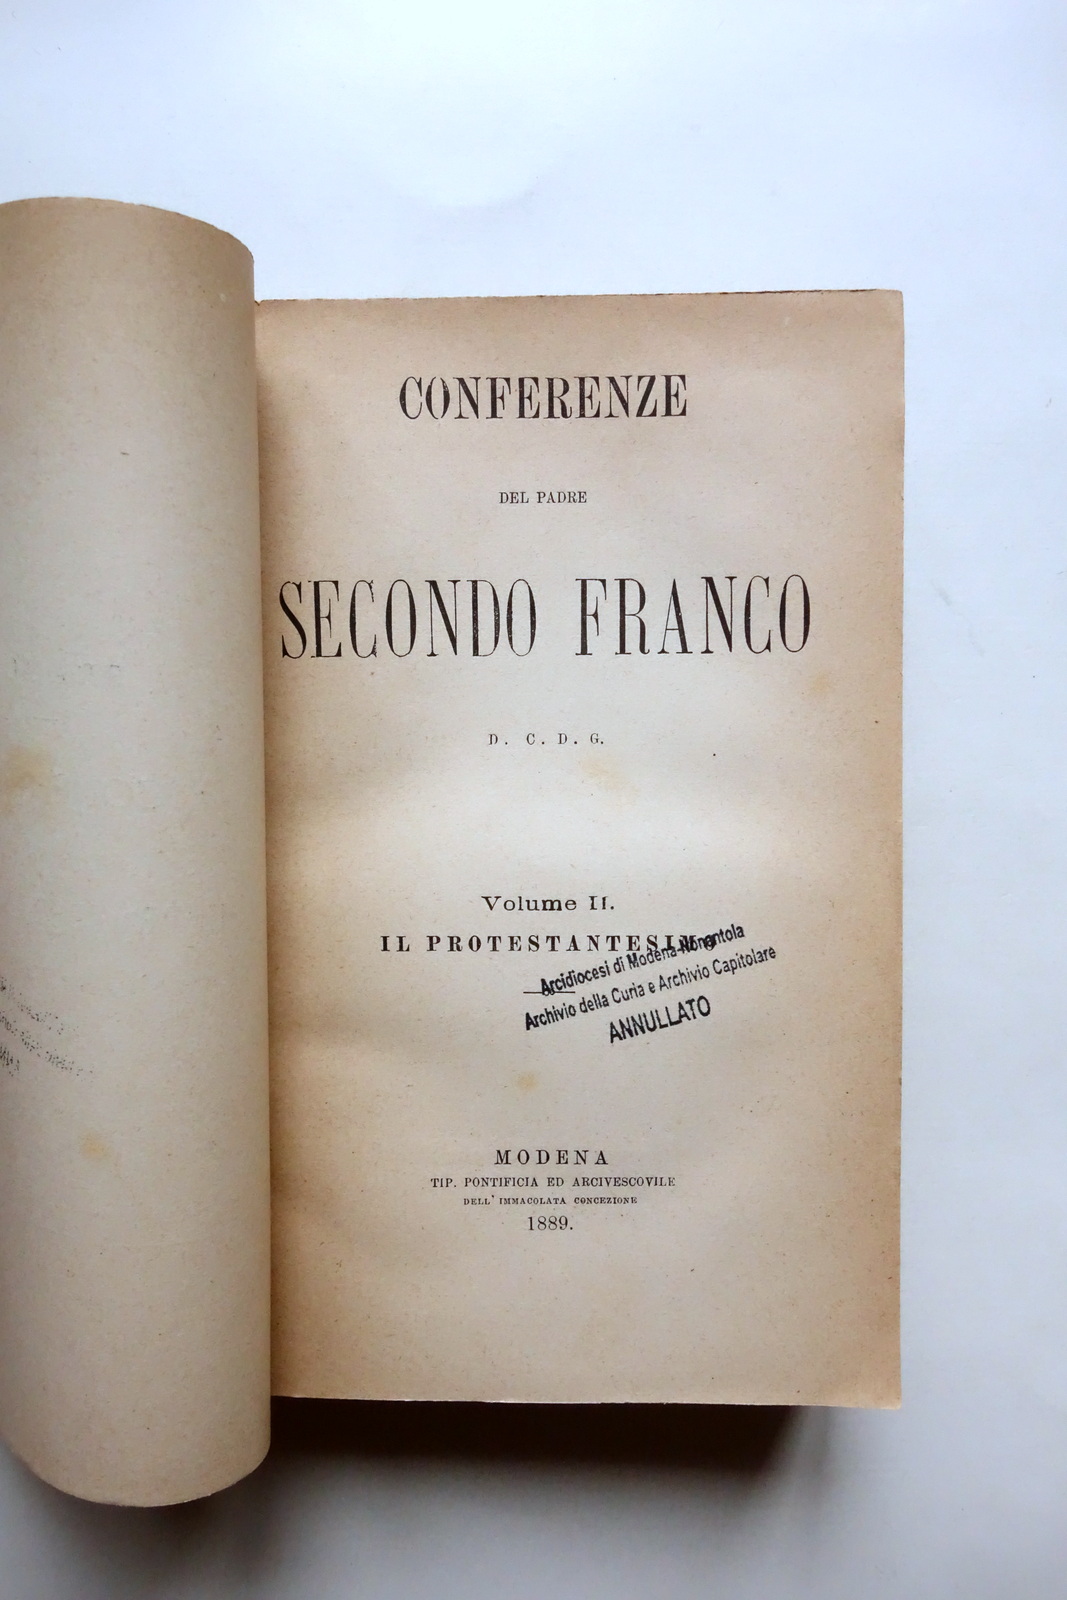 CONFERENZE
DEL PADRE
SECONDO FRANCO
D. C. D. G.
Volume II.
IL PROTESTANTESIMO
Arcidiocesi di Modena-Nonantola
Archivio della Curia e Archivio Capitolare
ANNULLATO
MODENA
TIP. PONTIFICIA ED ARCIVESCOVILE
DELL' IMMACOLATA CONCEZIONE
1889.